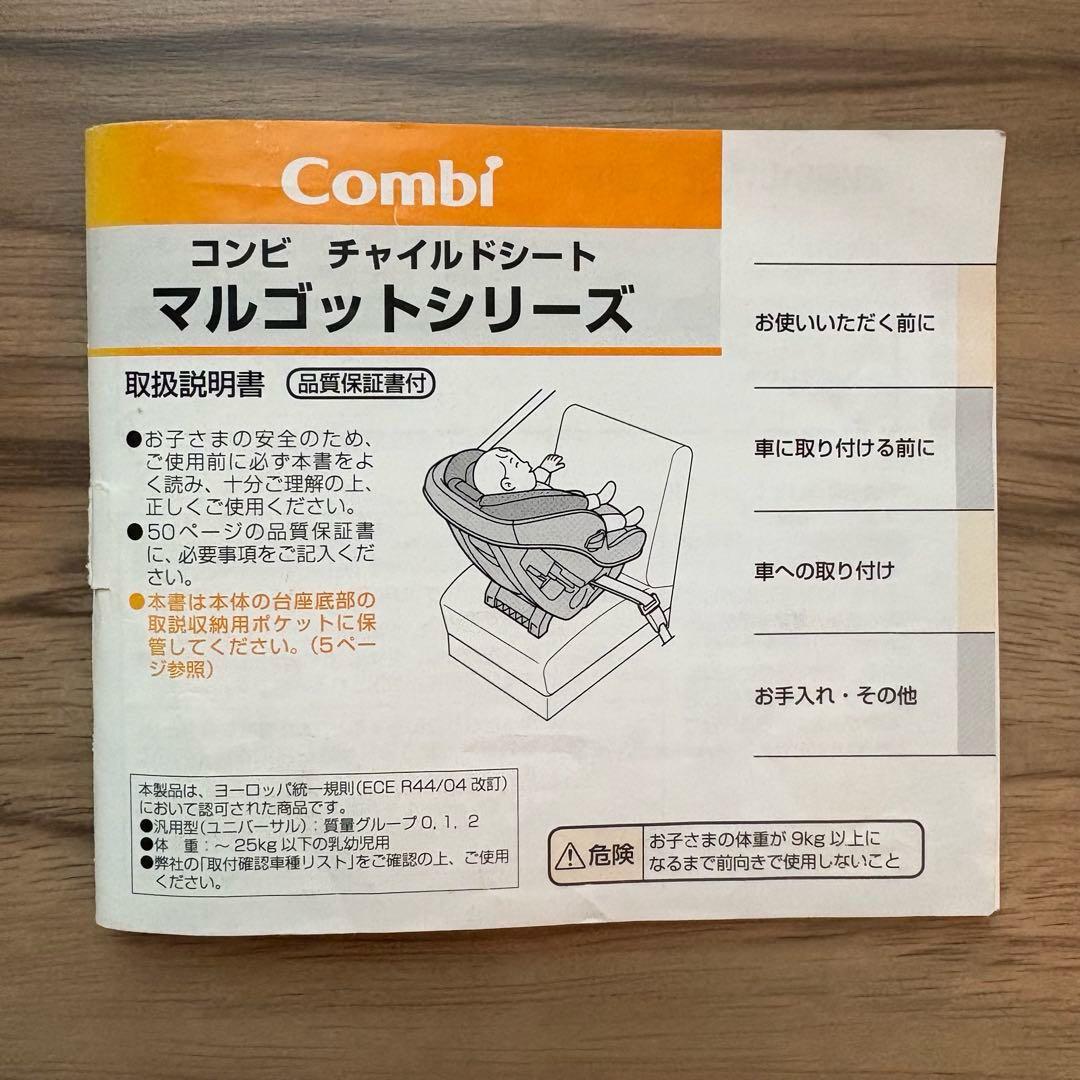 Combi
コンビ チャイルドシート
マルゴットシリーズ
取扱説明書 品質保証書付
●お子さまの安全のため、
ご使用前に必ず本書をよ
く読み、十分ご理解の上、
正しくご使用ください。
●50ページの品質保証書
に、必要事項をご記入くだ
さい。
●本書は本体の台座底部の
取説収納用ポケットに保
管してください。(5ペー
ジ参照)
本製品は、ヨーロッパ統一規則(ECE R44/04 改訂)
において認可された商品です。
●汎用型(ユニバーサル):質量グループ0, 1, 2
●体 重:~25kg以下の乳幼児用
●弊社の「取付確認車種リスト」をご確認の上、ご使用
ください。
危険
お子さまの体重が9kg以上に
なるまで前向きで使用しないこと
お使いいただく前に
車に取り付ける前に
車への取り付け
お手入れ・その他